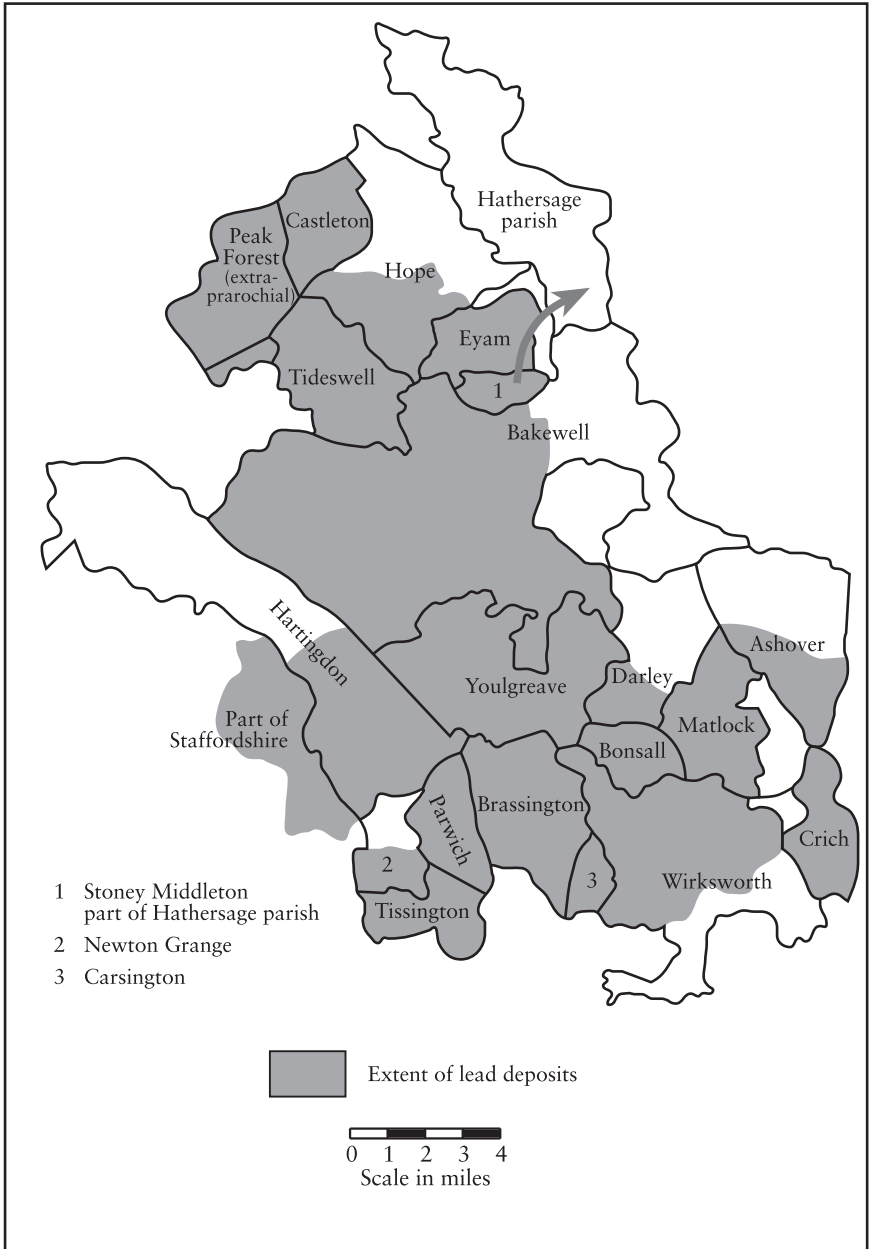 Hathersage
parish
Castleton
Peak
Forest
(extra-
prarochial)
Hope
Eyam
Tideswell
1
Bakewell
Hartingdon
Ashover
Youlgreave
Darley
Part of
Staffordshire
Matlock
Bonsall
Parwich
Brassington
Crich
2
3
Wirksworth
Tissington
1 Stoney Middleton
part of Hathersage parish
2 Newton Grange
3 Carsington
Extent of lead deposits
0 1 2 3 4
Scale in miles